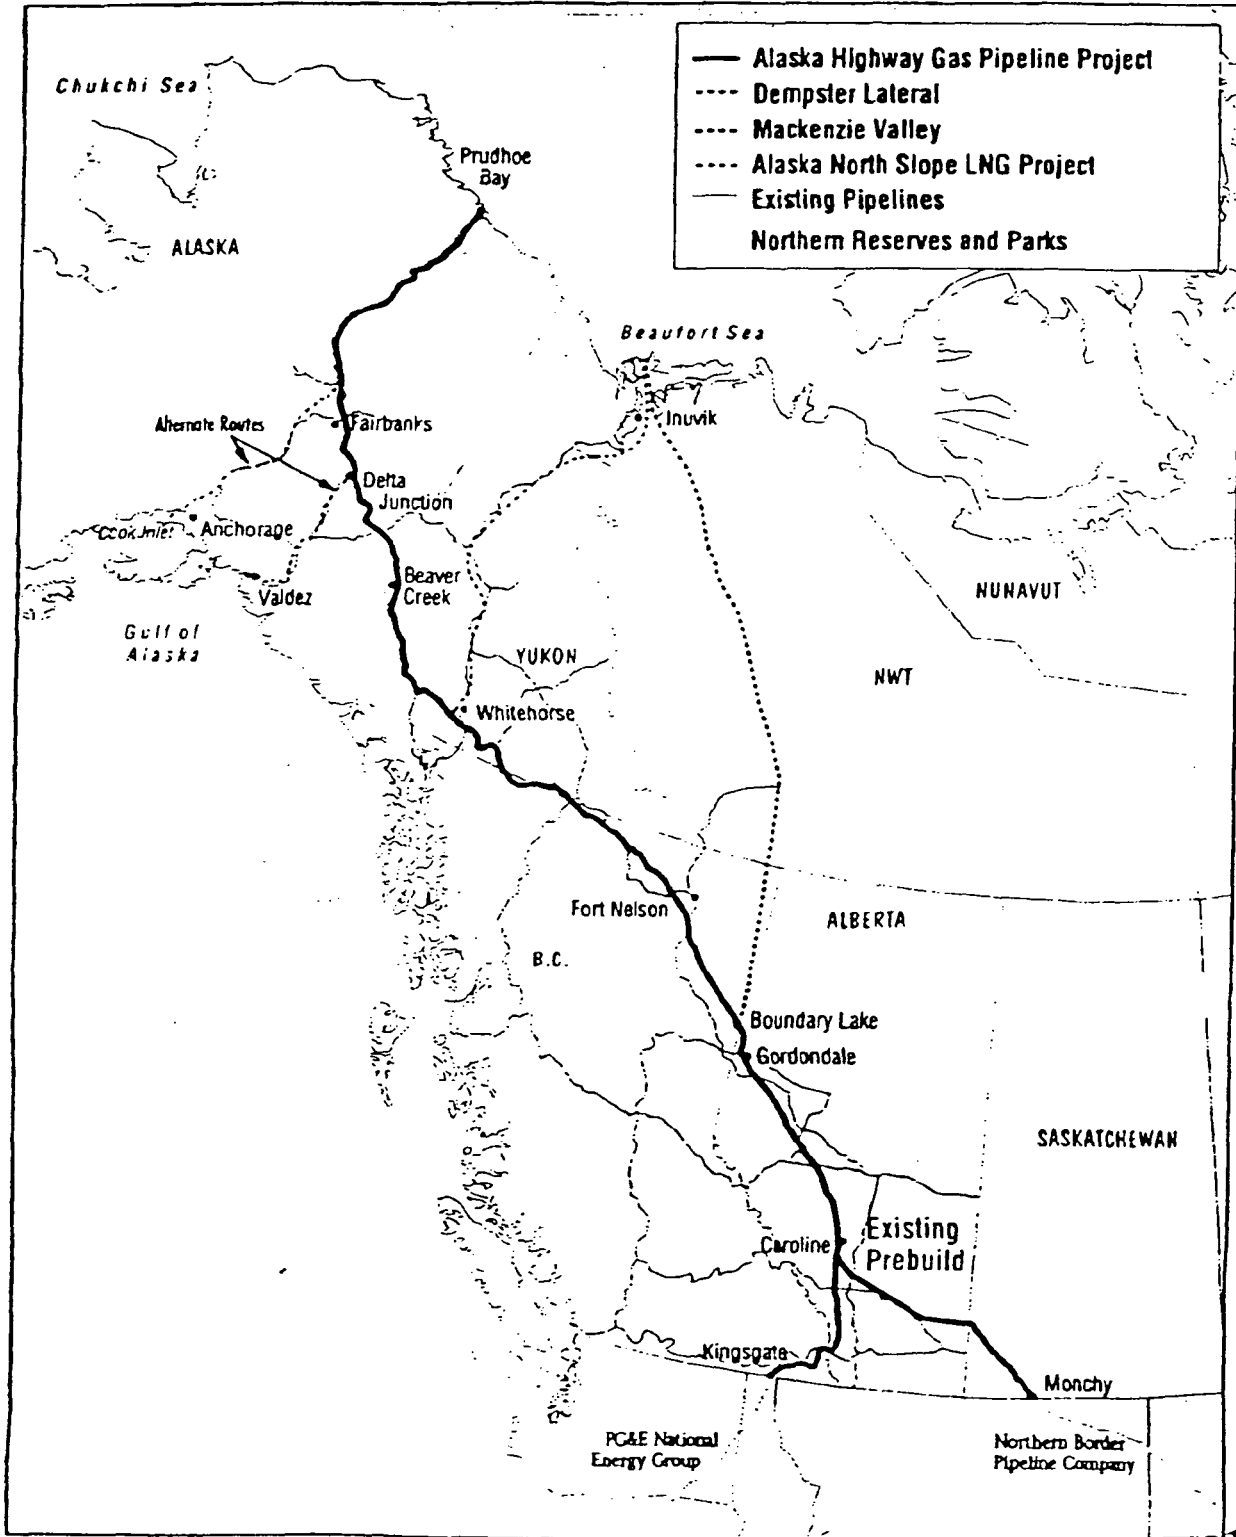 Alaska Highway Gas Pipeline Project
Dempster Lateral
Mackenzie Valley
Alaska North Slope LNG Project
Existing Pipelines
Northern Reserves and Parks
Chukchi Sea
Prudhoe
Bay
ALASKA
Beaufort Sea
Inuvik
Alternate Routes
Fairbanks
Delta
Junction
Cook Inlet
Anchorage
Beaver
Creek
Valdez
NUNAVUT
Gulf of
Alaska
YUKON
NWT
Whitehorse
Fort Nelson
ALBERTA
B.C.
Boundary Lake
Gordondale
SASKATCHEWAN
Existing
Prebuild
Caroline
Kingsgate
Monchy
PG&E National
Energy Group
Northern Border
Pipeline Company